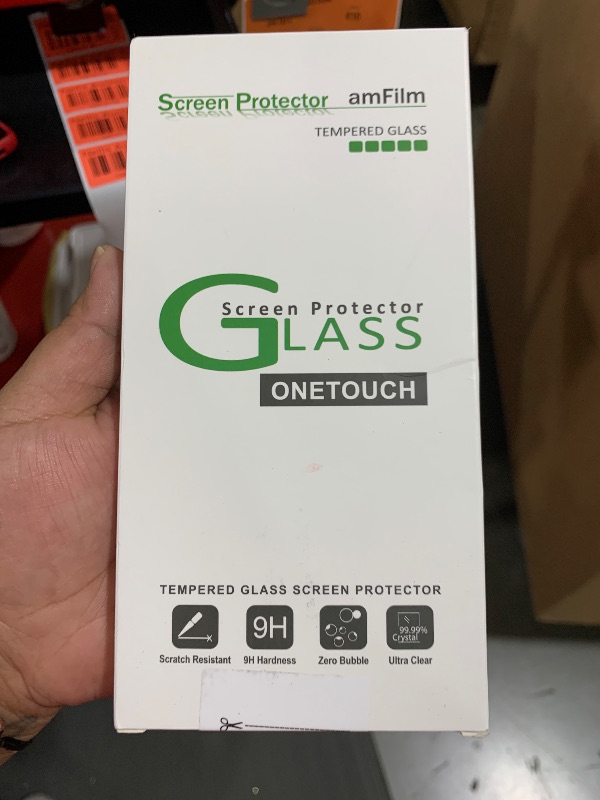 Screen Protector amFilm
TEMPERED GLASS
Screen Protector
GLASS
ONETOUCH
TEMPERED GLASS SCREEN PROTECTOR
9H
99.99%
Crystal
Scratch Resistant 9H Hardness Zero Bubble Ultra Clear